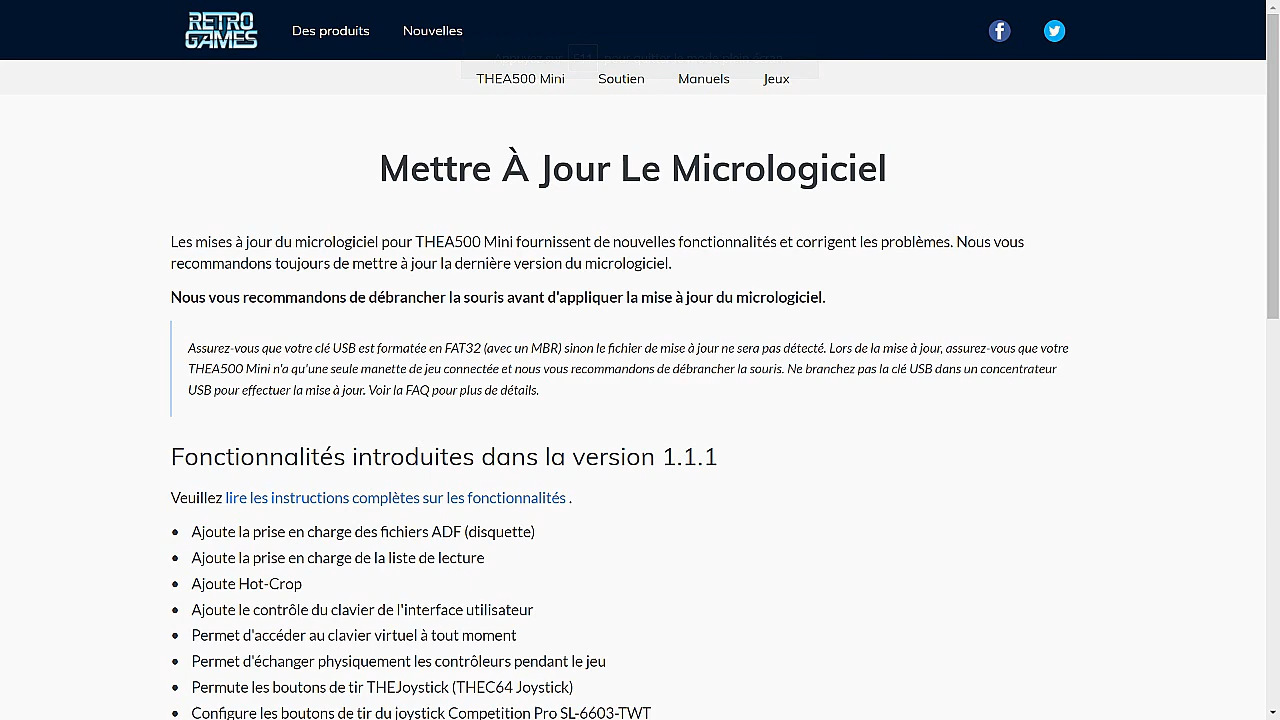 RETRO
GAMES
Des produits
Nouvelles
THEA500 Mini
Soutien
Manuels
Jeux
Mettre À Jour Le Micrologiciel
Les mises à jour du micrologiciel pour THEA500 Mini fournissent de nouvelles fonctionnalités et corrigent les problèmes. Nous vous
recommandons toujours de mettre à jour la dernière version du micrologiciel.
Nous vous recommandons de débrancher la souris avant d'appliquer la mise à jour du micrologiciel.
Assurez-vous que votre clé USB est formatée en FAT32 (avec un MBR) sinon le fichier de mise à jour ne sera pas détecté. Lors de la mise à jour, assurez-vous que votre
THEA500 Mini n'a qu'une seule manette de jeu connectée et nous vous recommandons de débrancher la souris. Ne branchez pas la clé USB dans un concentrateur
USB pour effectuer la mise à jour. Voir la FAQ pour plus de détails.
Fonctionnalités introduites dans la version 1.1.1
Veuillez lire les instructions complètes sur les fonctionnalités .
• Ajoute la prise en charge des fichiers ADF (disquette)
• Ajoute la prise en charge de la liste de lecture
• Ajoute Hot-Crop
• Ajoute le contrôle du clavier de l'interface utilisateur
• Permet d'accéder au clavier virtuel à tout moment
• Permet d'échanger physiquement les contrôleurs pendant le jeu
• Permute les boutons de tir THEJoystick (THEC64 Joystick)
• Configure les boutons de tir du joystick Competition Pro SL-6603-TWT